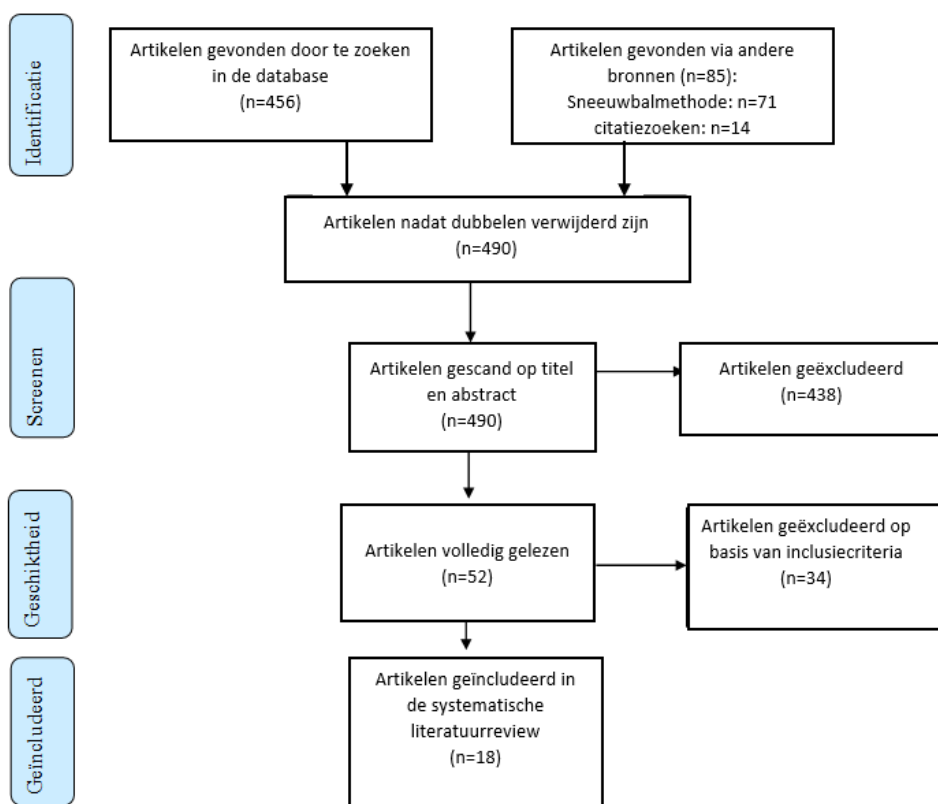 Identificatie
Artikelen gevonden door te zoeken
in de database
(n=456)
Artikelen gevonden via andere
bronnen (n=85):
Sneeuwbalmethode: n=71
citatiezoeken: n=14
Artikelen nadat dubbelen verwijderd zijn
(n=490)
Screenen
Artikelen gescand op titel
en abstract
(n=490)
Artikelen geëxcludeerd
(n=438)
Geschiktheid
Artikelen volledig gelezen
(n=52)
Artikelen geëxcludeerd op
basis van inclusiecriteria
(n=34)
Geïncludeerd
Artikelen geïncludeerd in
de systematische
literatuurreview
(n=18)